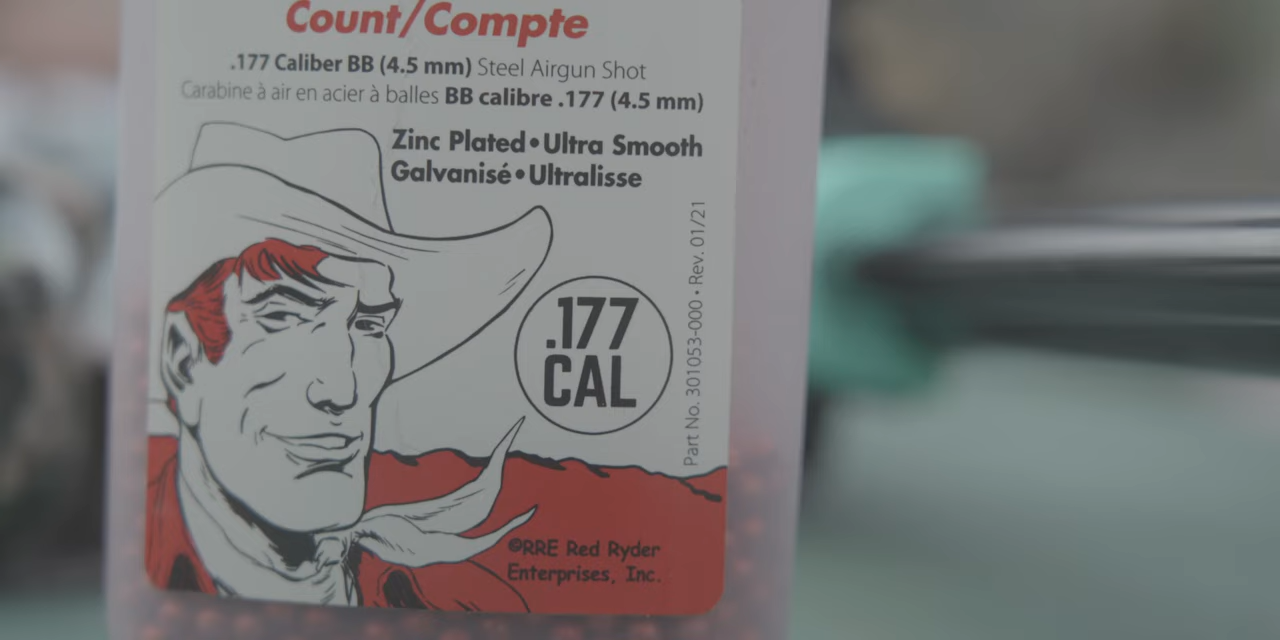 Count/Compte
.177 Caliber BB (4.5 mm) Steel Airgun Shot
Carabine à air en acier à balles BB calibre .177 (4.5 mm)
Zinc Plated • Ultra Smooth
Galvanisé • Ultralisse
.177
CAL
Part No. 301053-000 • Rev. 01/21
©RRE Red Ryder
Enterprises, Inc.